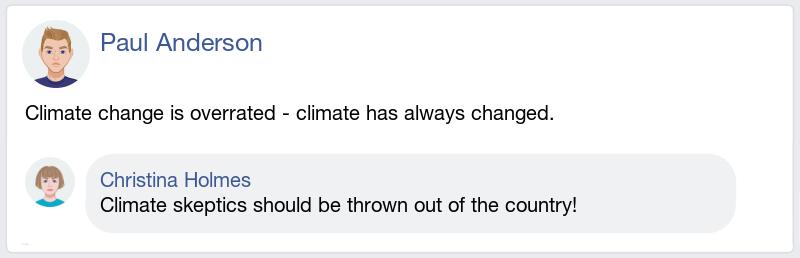 Paul Anderson
Climate change is overrated - climate has always changed.
Christina Holmes
Climate skeptics should be thrown out of the country!